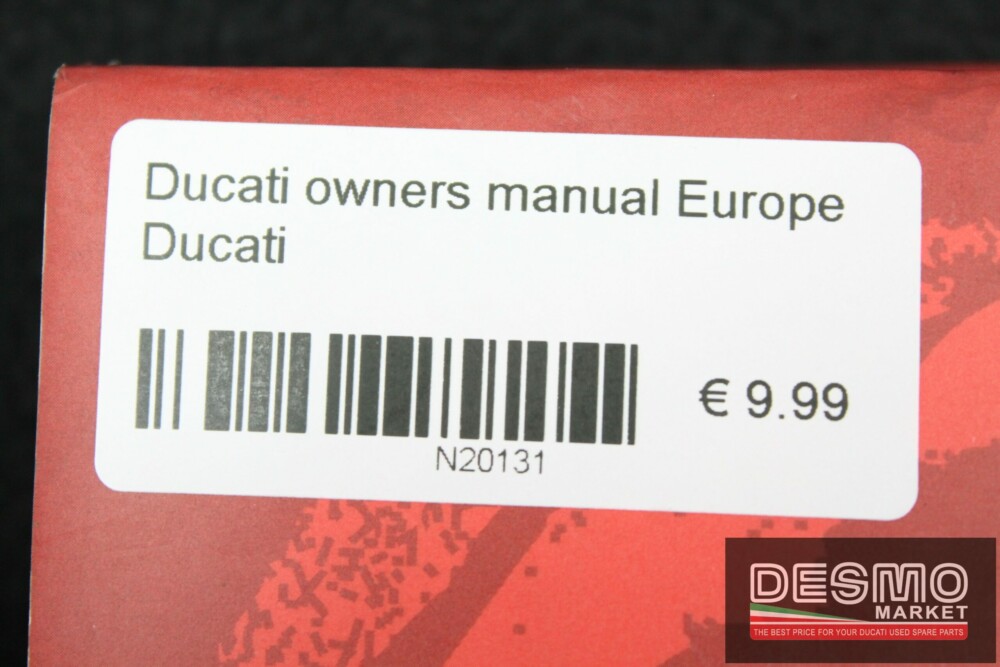 Ducati owners manual Europe
Ducati
€ 9.99
N20131
DESMO
MARKET
THE BEST PRICE FOR YOUR DUCATI USED SPARE PARTS